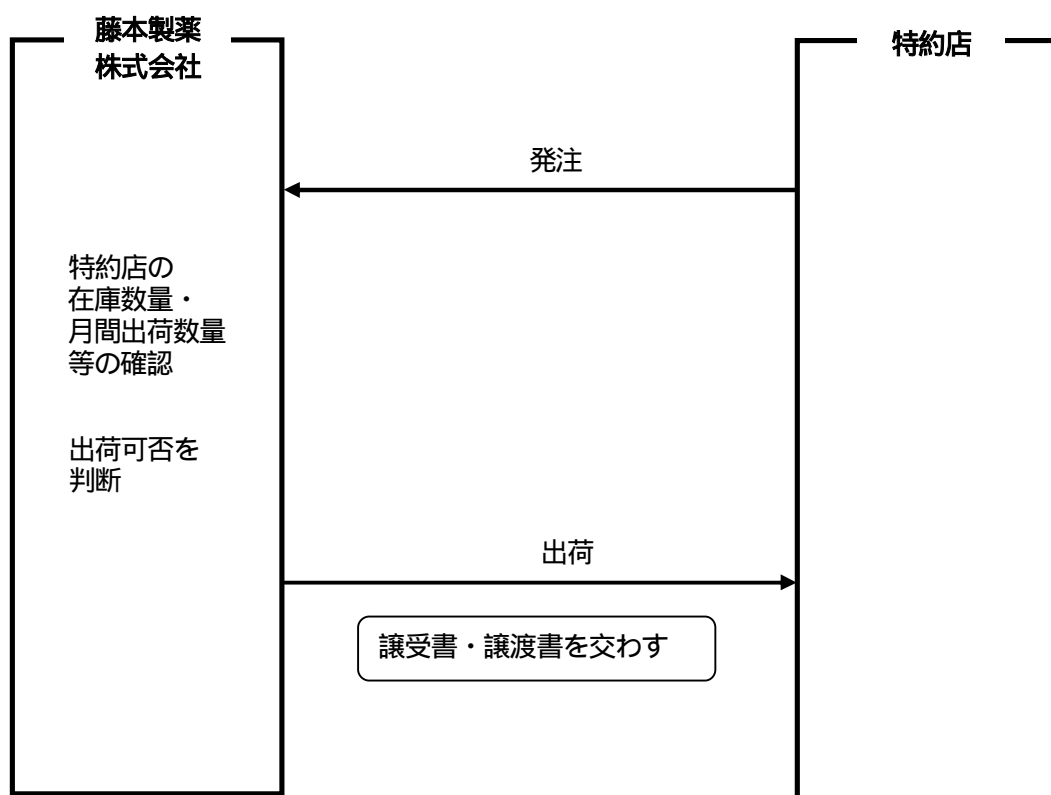 藤本製薬
株式会社
特約店
発注
特約店の
在庫数量・
月間出荷数量
等の確認
出荷可否を
判断
出荷
譲受書・譲渡書を交わす